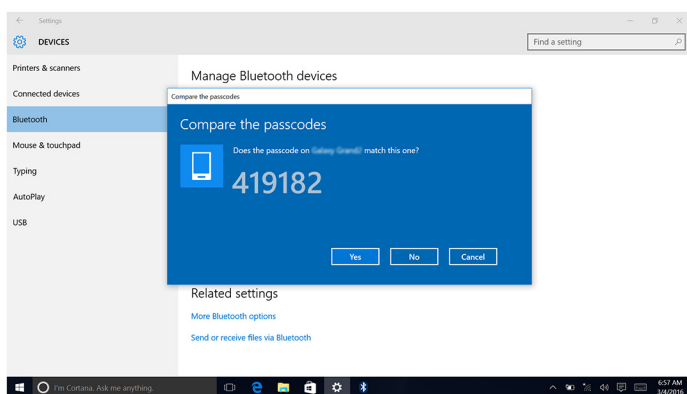 Settings
DEVICES
Find a setting
Printers & scanners
Connected devices
Bluetooth
Mouse & touchpad
Typing
AutoPlay
USB
Manage Bluetooth devices
Compare the passcodes
Compare the passcodes
Does the passcode on Galaxy Grand2 match this one?
419182
Yes No Cancel
Related settings
More Bluetooth options
Send or receive files via Bluetooth
I'm Cortana. Ask me anything.
6:57 AM
3/4/2016